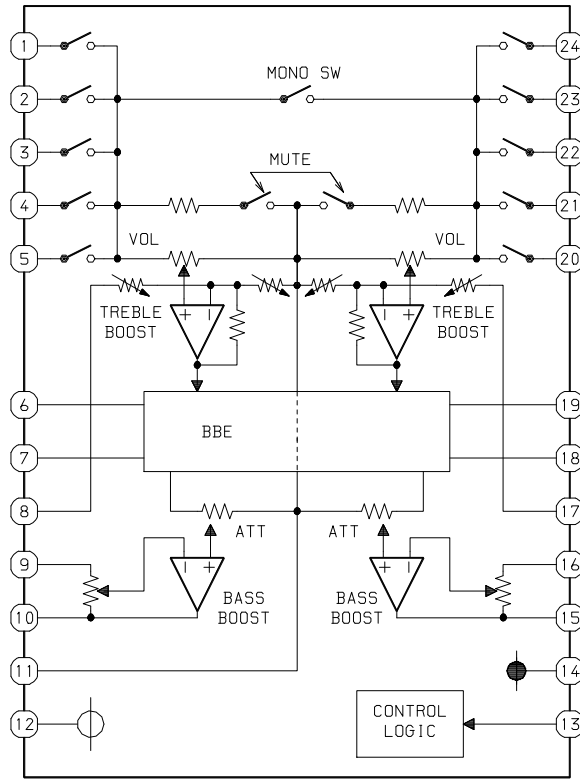 1
24
MONO SW
2
23
3
22
MUTE
4
21
VOL
VOL
5
20
TREBLE
BOOST
+ −
− +
TREBLE
BOOST
6
19
BBE
7
18
8
17
ATT
ATT
9
16
− +
+ −
BASS
BOOST
BASS
BOOST
10
15
11
14
CONTROL
LOGIC
12
13